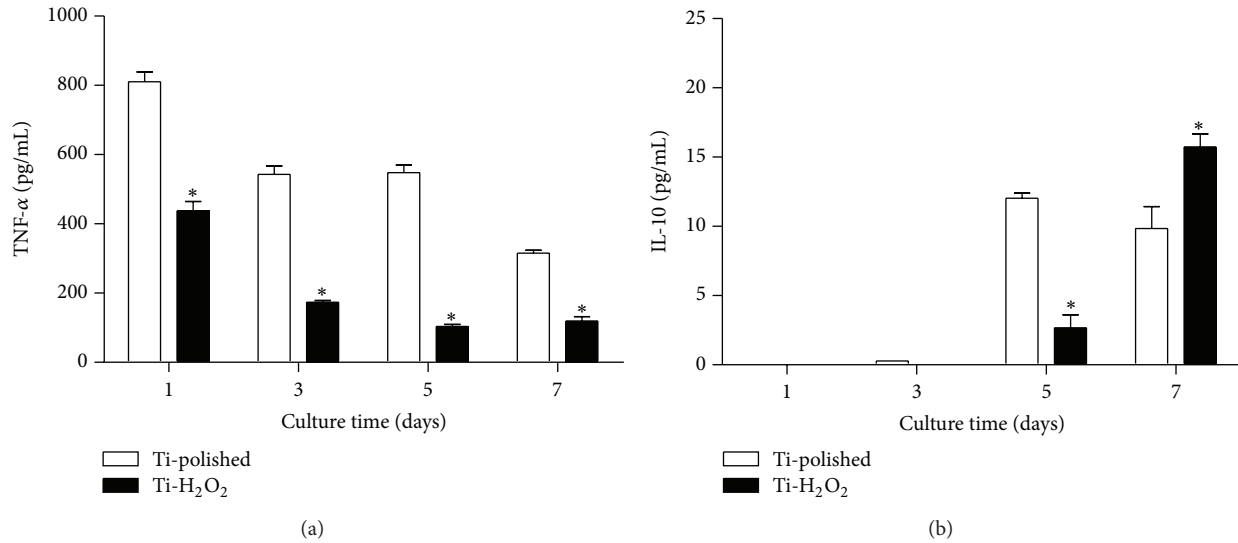 1000
800
600
400
200
0
TNF-α (pg/mL)
*
*
*
*
1 3 5 7
Culture time (days)
Ti-polished
Ti-H₂O₂
(a)
25
20
15
10
5
0
IL-10 (pg/mL)
*
*
1 3 5 7
Culture time (days)
Ti-polished
Ti-H₂O₂
(b)